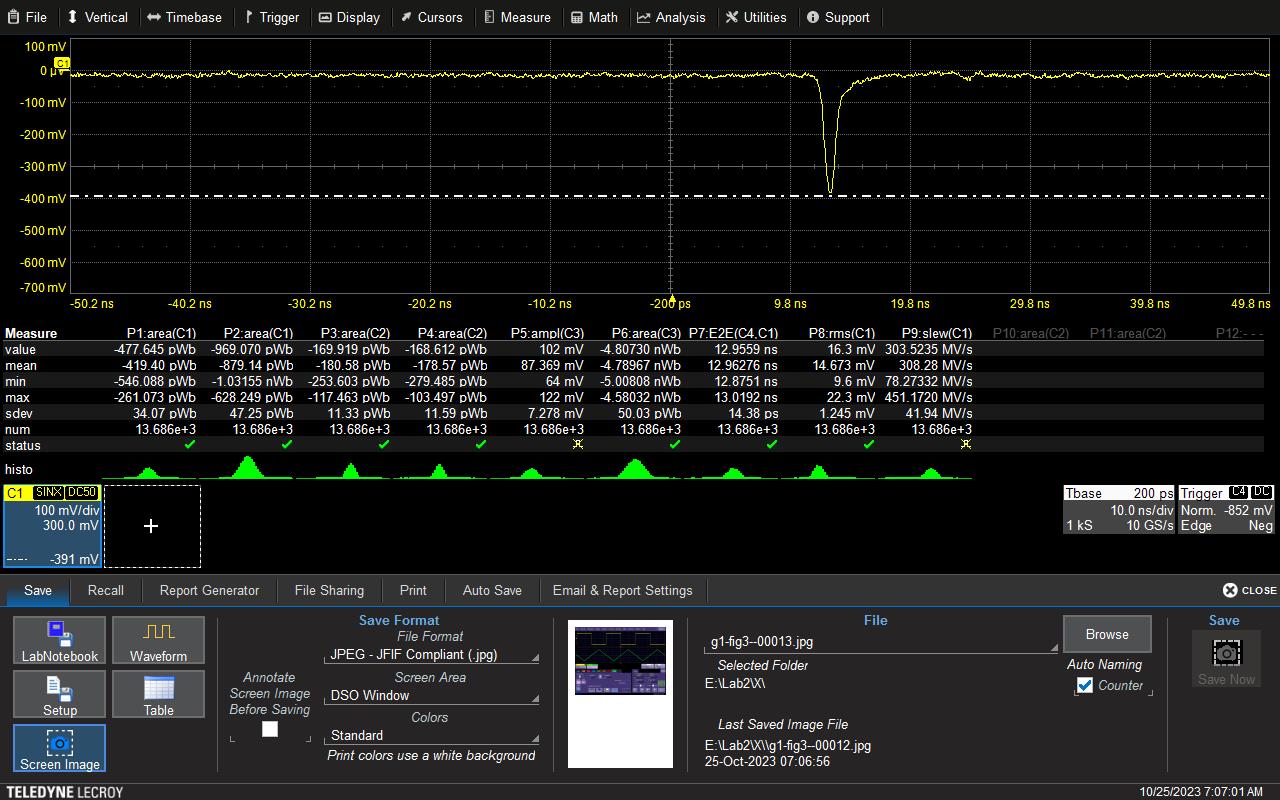 File Vertical Timebase Trigger Display Cursors Measure Math Analysis Utilities Support
100 mV
C1
0 µV
-100 mV
-200 mV
-300 mV
-400 mV
-500 mV
-600 mV
-700 mV
-50.2 ns -40.2 ns -30.2 ns -20.2 ns -10.2 ns -200 ps 9.8 ns 19.8 ns 29.8 ns 39.8 ns 49.8 ns
Measure P1:area(C1) P2:area(C1) P3:area(C2) P4:area(C2) P5:ampl(C3) P6:area(C3) P7:E2E(C4,C1) P8:rms(C1) P9:slew(C1) P10:area(C2) P11:area(C2) P12:- - -
value -477.645 pWb -969.070 pWb -169.919 pWb -168.612 pWb 102 mV -4.80730 nWb 12.9559 ns 16.3 mV 303.5235 MV/s
mean -419.40 pWb -879.14 pWb -180.58 pWb -178.57 pWb 87.369 mV -4.78967 nWb 12.96276 ns 14.673 mV 308.28 MV/s
min -546.088 pWb -1.03155 nWb -253.603 pWb -279.485 pWb 64 mV -5.00808 nWb 12.8751 ns 9.6 mV 78.27332 MV/s
max -261.073 pWb -628.249 pWb -117.463 pWb -103.497 pWb 122 mV -4.58032 nWb 13.0192 ns 22.3 mV 451.1720 MV/s
sdev 34.07 pWb 47.25 pWb 11.33 pWb 11.59 pWb 7.278 mV 50.03 pWb 14.38 ps 1.245 mV 41.94 MV/s
num 13.686e+3 13.686e+3 13.686e+3 13.686e+3 13.686e+3 13.686e+3 13.686e+3 13.686e+3 13.686e+3
status
histo
C1 SINX DC50
100 mV/div
300.0 mV
-391 mV
+
Tbase 200 ps
10.0 ns/div
1 kS 10 GS/s
Trigger C4 DC
Norm. -852 mV
Edge Neg
Save Recall Report Generator File Sharing Print Auto Save Email & Report Settings CLOSE
LabNotebook
Waveform
Setup
Table
Screen Image
Annotate
Screen Image
Before Saving
Save Format
File Format
JPEG - JFIF Compliant (.jpg)
Screen Area
DSO Window
Colors
Standard
Print colors use a white background
File
g1-fig3--00013.jpg
Browse
Selected Folder
E:\Lab2\X\
Auto Naming
Counter
Last Saved Image File
E:\Lab2\X\\g1-fig3--00012.jpg
25-Oct-2023 07:06:56
Save
Save Now
TELEDYNE LECROY
10/25/2023 7:07:01 AM